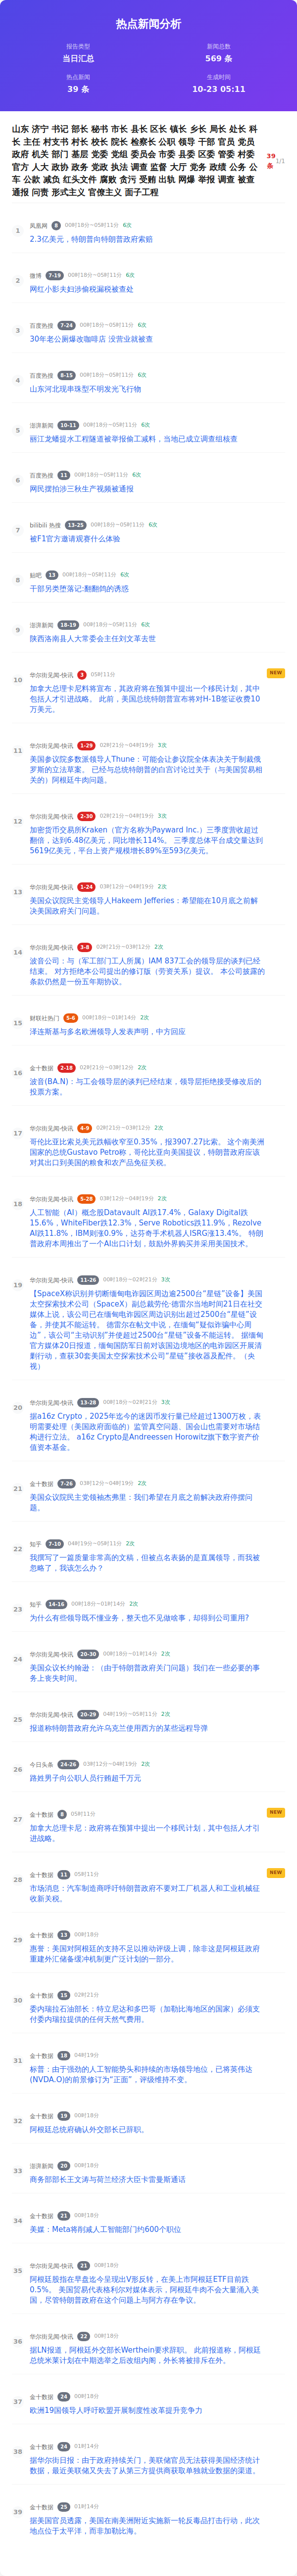 热点新闻分析
报告类型
新闻总数
当日汇总
569 条
热点新闻
生成时间
39 条
10-23 05:11
山东 济宁 书记 部长 秘书 市长 县长 区长 镇长 乡长 局长 处长 科
长 主任 村支书 村长 校长 院长 检察长 公职 领导 干部 官员 党员
政府 机关 部门 基层 党委 党组 委员会 市委 县委 区委 管委 村委
官方 人大 政协 政务 党政 执法 调查 监督 大厅 党务 政绩 公务 公
车 公款 减负 红头文件 腐败 贪污 受贿 出轨 网爆 举报 调查 被查
通报 问责 形式主义 官僚主义 面子工程
39
条
1/1
1
凤凰网 8 00时18分~05时11分 6次
2.3亿美元，特朗普向特朗普政府索赔
2
微博 7-19 00时18分~05时11分 6次
网红小影夫妇涉偷税漏税被查处
3
百度热搜 7-24 00时18分~05时11分 6次
30年老公厕爆改咖啡店 没营业就被查
4
百度热搜 8-15 00时18分~05时11分 6次
山东河北现串珠型不明发光飞行物
5
澎湃新闻 10-11 00时18分~05时11分 6次
丽江龙蟠提水工程隧道被举报偷工减料，当地已成立调查组核查
6
百度热搜 11 00时18分~05时11分 6次
网民摆拍涉三秋生产视频被通报
7
bilibili 热搜 13-25 00时18分~05时11分 6次
被F1官方邀请观赛什么体验
8
贴吧 13 00时18分~05时11分 6次
干部另类堕落记:翻翻鸽的诱惑
9
澎湃新闻 18-19 00时18分~05时11分 6次
陕西洛南县人大常委会主任刘文革去世
10
华尔街见闻-快讯 3 05时11分
NEW
加拿大总理卡尼料将宣布，其政府将在预算中提出一个移民计划，其中
包括人才引进战略。 此前，美国总统特朗普宣布将对H-1B签证收费10
万美元。
11
华尔街见闻-快讯 1-29 02时21分~04时19分 3次
美国参议院多数派领导人Thune：可能会让参议院全体表决关于制裁俄
罗斯的立法草案。 已经与总统特朗普的白宫讨论过关于（与美国贸易相
关的）阿根廷牛肉问题。
12
华尔街见闻-快讯 2-30 02时21分~04时19分 3次
加密货币交易所Kraken（官方名称为Payward Inc.）三季度营收超过
翻倍，达到6.48亿美元，同比增长114%。 三季度总体平台成交量达到
5619亿美元，平台上资产规模增长89%至593亿美元。
13
华尔街见闻-快讯 1-24 03时12分~04时19分 2次
美国众议院民主党领导人Hakeem Jefferies：希望能在10月底之前解
决美国政府关门问题。
14
华尔街见闻-快讯 3-8 02时21分~03时12分 2次
波音公司：与（军工部门工人所属）IAM 837工会的领导层的谈判已经
结束。 对方拒绝本公司提出的修订版（劳资关系）提议。 本公司披露的
条款仍然是一份五年期协议。
15
财联社热门 5-6 00时18分~01时14分 2次
泽连斯基与多名欧洲领导人发表声明，中方回应
16
金十数据 2-18 02时21分~03时12分 2次
波音(BA.N)：与工会领导层的谈判已经结束，领导层拒绝接受修改后的
投票方案。
17
华尔街见闻-快讯 4-9 02时21分~03时12分 2次
哥伦比亚比索兑美元跌幅收窄至0.35%，报3907.27比索。 这个南美洲
国家的总统Gustavo Petro称，哥伦比亚向美国提议，特朗普政府应该
对其出口到美国的粮食和农产品免征关税。
18
华尔街见闻-快讯 5-28 03时12分~04时19分 2次
人工智能（AI）概念股Datavault AI跌17.4%，Galaxy Digital跌
15.6%，WhiteFiber跌12.3%，Serve Robotics跌11.9%，Rezolve
AI跌11.8%，IBM则涨0.9%，达芬奇手术机器人ISRG涨13.4%。 特朗
普政府本周推出了一个AI出口计划，鼓励外界购买并采用美国技术。
19
华尔街见闻-快讯 11-26 00时18分~02时21分 3次
【SpaceX称识别并切断缅甸电诈园区周边逾2500台“星链”设备】美国
太空探索技术公司（SpaceX）副总裁劳伦·德雷尔当地时间21日在社交
媒体上说，该公司已在缅甸电诈园区周边识别出超过2500台“星链”设
备，并使其不能运转。 德雷尔在帖文中说，在缅甸“疑似诈骗中心周
边”，该公司“主动识别”并使超过2500台“星链”设备不能运转。 据缅甸
官方媒体20日报道，缅甸国防军日前对该国边境地区的电诈园区开展清
剿行动，查获30套美国太空探索技术公司“星链”接收器及配件。（央
视）
20
华尔街见闻-快讯 13-28 00时18分~02时21分 3次
据a16z Crypto，2025年迄今的迷因币发行量已经超过1300万枚，表
明需要处理（美国政府面临的）监管真空问题、国会山也需要对市场结
构进行立法。 a16z Crypto是Andreessen Horowitz旗下数字资产价
值资本基金。
21
金十数据 7-26 03时12分~04时19分 2次
美国众议院民主党领袖杰弗里：我们希望在月底之前解决政府停摆问
题。
22
知乎 7-10 04时19分~05时11分 2次
我撰写了一篇质量非常高的文稿，但被点名表扬的是直属领导，而我被
忽略了，我该怎么办？
23
知乎 14-16 00时18分~01时14分 2次
为什么有些领导既不懂业务，整天也不见做啥事，却得到公司重用?
24
华尔街见闻-快讯 20-30 00时18分~01时14分 2次
美国众议长约翰逊：（由于特朗普政府关门问题）我们在一些必要的事
务上丧失时间。
25
华尔街见闻-快讯 20-29 04时19分~05时11分 2次
报道称特朗普政府允许乌克兰使用西方的某些远程导弹
26
今日头条 24-26 03时12分~04时19分 2次
路姓男子向公职人员行贿超千万元
27
金十数据 8 05时11分
NEW
加拿大总理卡尼：政府将在预算中提出一个移民计划，其中包括人才引
进战略。
28
金十数据 11 05时11分
NEW
市场消息：汽车制造商呼吁特朗普政府不要对工厂机器人和工业机械征
收新关税。
29
金十数据 13 00时18分
惠誉：美国对阿根廷的支持不足以推动评级上调，除非这是阿根廷政府
重建外汇储备缓冲机制更广泛计划的一部分。
30
金十数据 15 02时21分
委内瑞拉石油部长：特立尼达和多巴哥（加勒比海地区的国家）必须支
付委内瑞拉提供的任何天然气费用。
31
金十数据 18 04时19分
标普：由于强劲的人工智能势头和持续的市场领导地位，已将英伟达
(NVDA.O)的前景修订为“正面”，评级维持不变。
32
金十数据 19 00时18分
阿根廷总统府确认外交部长已辞职。
33
澎湃新闻 20 00时18分
商务部部长王文涛与荷兰经济大臣卡雷曼斯通话
34
金十数据 21 00时18分
美媒：Meta将削减人工智能部门约600个职位
35
华尔街见闻-快讯 21 00时18分
阿根廷股指在早盘迄今呈现出V形反转，在美上市阿根廷ETF目前跌
0.5%。 美国贸易代表格利尔对媒体表示，阿根廷牛肉不会大量涌入美
国，尽管特朗普政府在这个问题上与阿方存在争议。
36
华尔街见闻-快讯 22 00时18分
据LN报道，阿根廷外交部长Werthein要求辞职。 此前报道称，阿根廷
总统米莱计划在中期选举之后改组内阁，外长将被排斥在外。
37
金十数据 24 00时18分
欧洲19国领导人呼吁欧盟开展制度性改革提升竞争力
38
金十数据 24 01时14分
据华尔街日报：由于政府持续关门，美联储官员无法获得美国经济统计
数据，最近美联储又失去了从第三方提供商获取单独就业数据的渠道。
39
金十数据 25 01时14分
据美国官员透露，美国在南美洲附近实施新一轮反毒品打击行动，此次
地点位于太平洋，而非加勒比海。